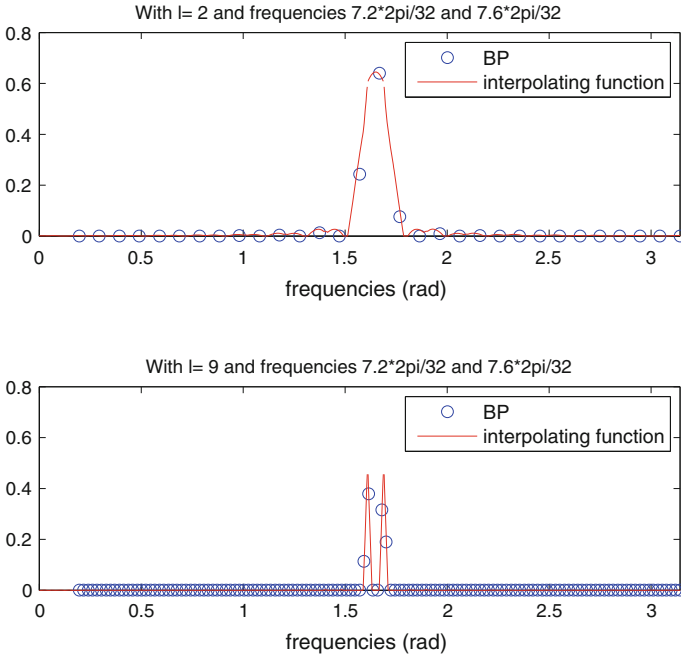 With l= 2 and frequencies 7.2*2pi/32 and 7.6*2pi/32
0.8
0.6
0.4
0.2
0
BP
interpolating function
0 0.5 1 1.5 2 2.5 3
frequencies (rad)
With l= 9 and frequencies 7.2*2pi/32 and 7.6*2pi/32
0.8
0.6
0.4
0.2
0
BP
interpolating function
0 0.5 1 1.5 2 2.5 3
frequencies (rad)